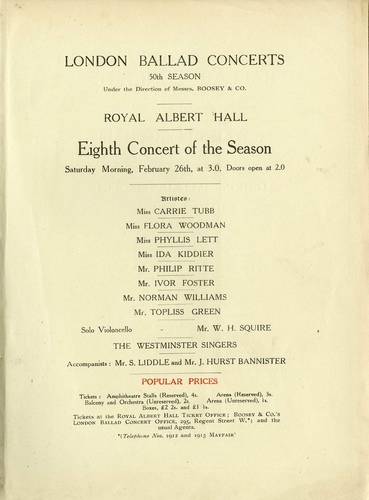 LONDON BALLAD CONCERTS
50th SEASON
Under the Direction of Messrs. BOOSEY & CO.
ROYAL ALBERT HALL
Eighth Concert of the Season
Saturday Morning, February 26th, at 3.0. Doors open at 2.0
Artistes:
Miss CARRIE TUBB
Miss FLORA WOODMAN
Miss PHYLLIS LETT
Miss IDA KIDDIER
Mr. PHILIP RITTE
Mr. IVOR FOSTER
Mr. NORMAN WILLIAMS
Mr. TOPLISS GREEN
Solo Violoncello - Mr. W. H. SQUIRE
THE WESTMINSTER SINGERS
Accompanists: Mr. S. LIDDLE and Mr. J. HURST BANNISTER
POPULAR PRICES
Tickets: Amphitheatre Stalls (Reserved), 4s. Arena (Reserved), 3s.
Balcony and Orchestra (Unreserved), 2s. Arena (Unreserved), 1s.
Boxes, £2 2s. and £1 1s.
Tickets at the ROYAL ALBERT HALL TICKET OFFICE; BOOSEY & CO.'S
LONDON BALLAD CONCERT OFFICE, 295, Regent Street W.*; and the
usual Agents.
*(Telephone Nos. 1912 and 1913 Mayfair)